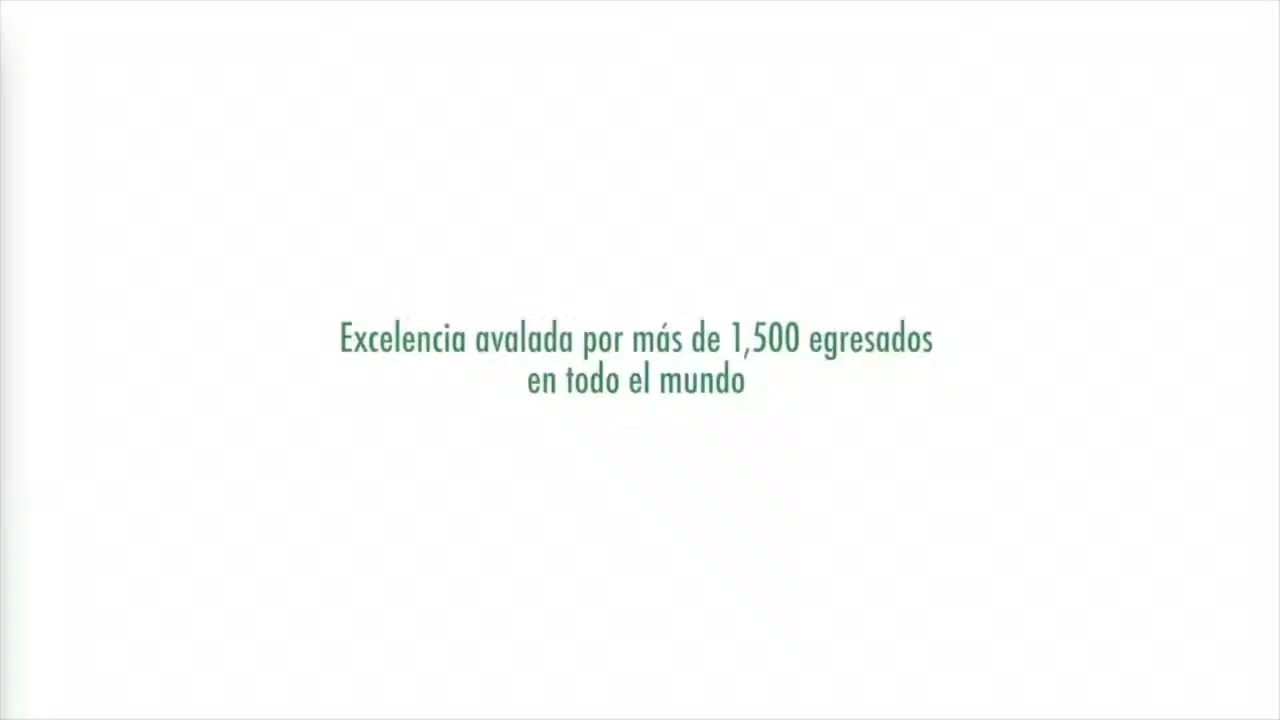 Excelencia avalada por más de 1,500 egresados
en todo el mundo